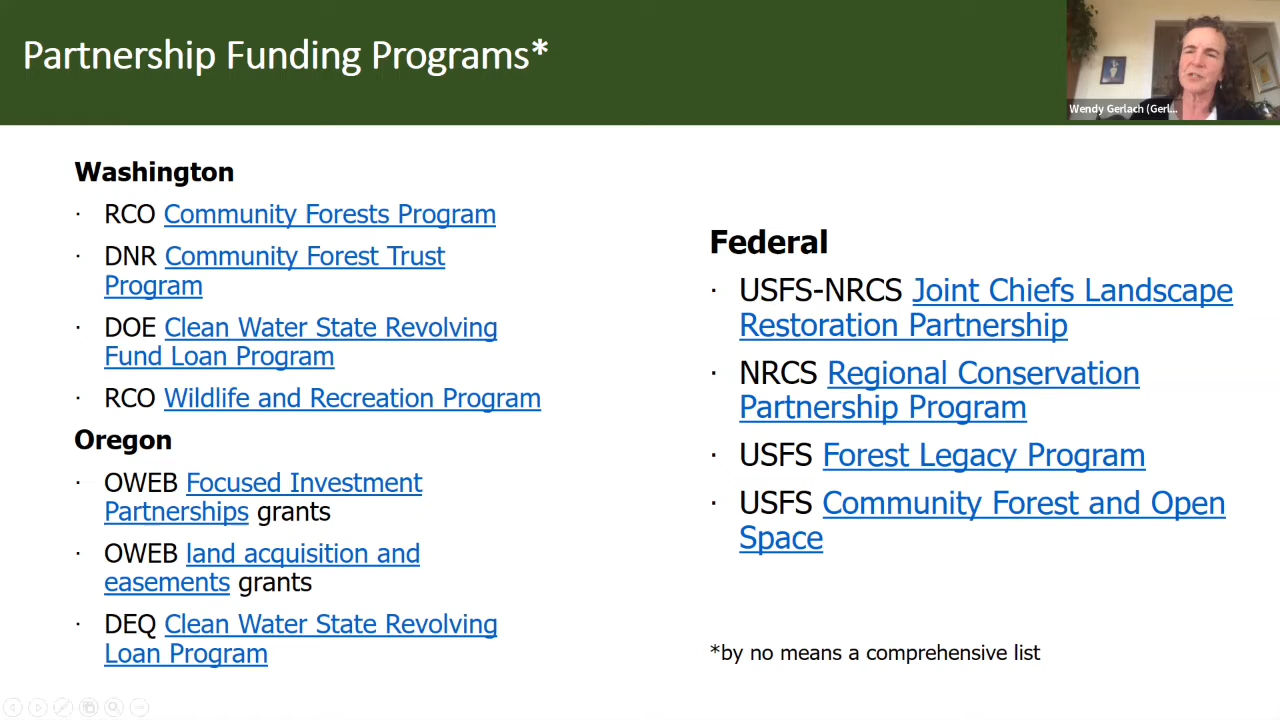 Partnership Funding Programs*
Wendy Gerlach (Gerl...
Washington
· RCO Community Forests Program
· DNR Community Forest Trust
Program
· DOE Clean Water State Revolving
Fund Loan Program
· RCO Wildlife and Recreation Program
Oregon
· OWEB Focused Investment
Partnerships grants
· OWEB land acquisition and
easements grants
· DEQ Clean Water State Revolving
Loan Program
Federal
· USFS-NRCS Joint Chiefs Landscape
Restoration Partnership
· NRCS Regional Conservation
Partnership Program
· USFS Forest Legacy Program
· USFS Community Forest and Open
Space
*by no means a comprehensive list